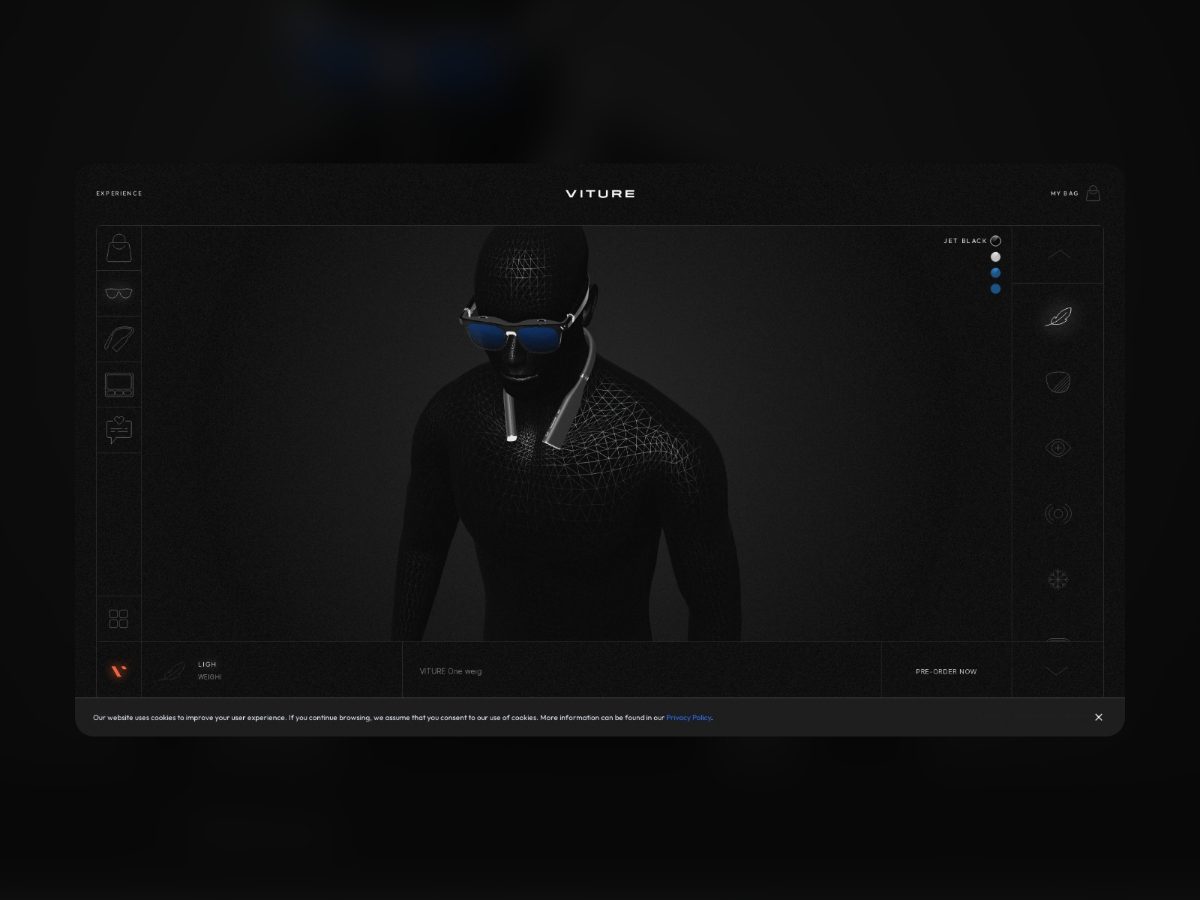 EXPERIENCE
VITURE
MY BAG
JET BLACK
LIGH
WEIGHI
VITURE One weig
PRE-ORDER NOW
Our website uses cookies to improve your user experience. If you continue browsing, we assume that you consent to our use of cookies. More information can be found in our Privacy Policy.